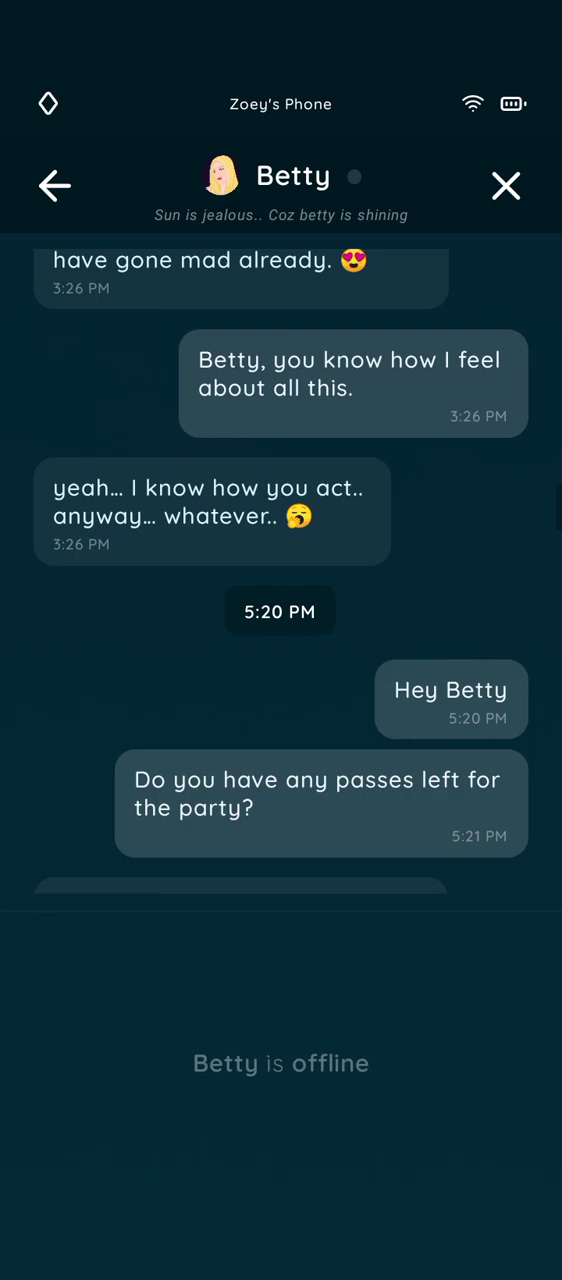 Zoey's Phone
Betty
Sun is jealous.. Coz betty is shining
have gone mad already. 😍
3:26 PM
Betty, you know how I feel
about all this.
3:26 PM
yeah... I know how you act..
anyway... whatever.. 🥱
3:26 PM
5:20 PM
Hey Betty
5:20 PM
Do you have any passes left for
the party?
5:21 PM
Betty is offline